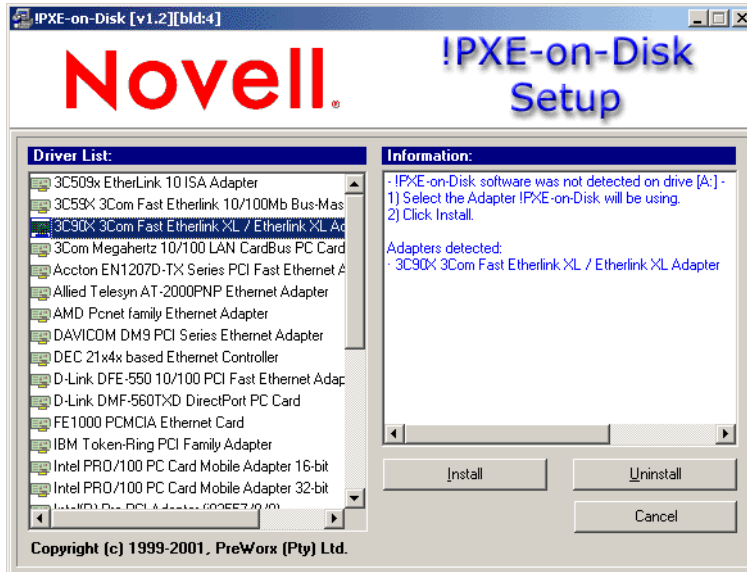 !PXE-on-Disk [v1.2][bld:4]
Novell®
!PXE-on-Disk
Setup
Driver List:
3C509x EtherLink 10 ISA Adapter
3C59X 3Com Fast Etherlink 10/100Mb Bus-Mas
3C90X 3Com Fast Etherlink XL / Etherlink XL Ad
3Com Megahertz 10/100 LAN CardBus PC Card
Accton EN1207D-TX Series PCI Fast Ethernet A
Allied Telesyn AT-2000PNP Ethernet Adapter
AMD Pcnet family Ethernet Adapter
DAVICOM DM9 PCI Series Ethernet Adapter
DEC 21x4x based Ethernet Controller
D-Link DFE-550 10/100 PCI Fast Ethernet Adap
D-Link DMF-560TXD DirectPort PC Card
FE1000 PCMCIA Ethernet Card
IBM Token-Ring PCI Family Adapter
Intel PRO/100 PC Card Mobile Adapter 16-bit
Intel PRO/100 PC Card Mobile Adapter 32-bit
Information:
- !PXE-on-Disk software was not detected on drive [A:] -
1) Select the Adapter !PXE-on-Disk will be using.
2) Click Install.
Adapters detected:
- 3C90X 3Com Fast Etherlink XL / Etherlink XL Adapter
Install
Uninstall
Cancel
Copyright (c) 1999-2001, PreWorx (Pty) Ltd.